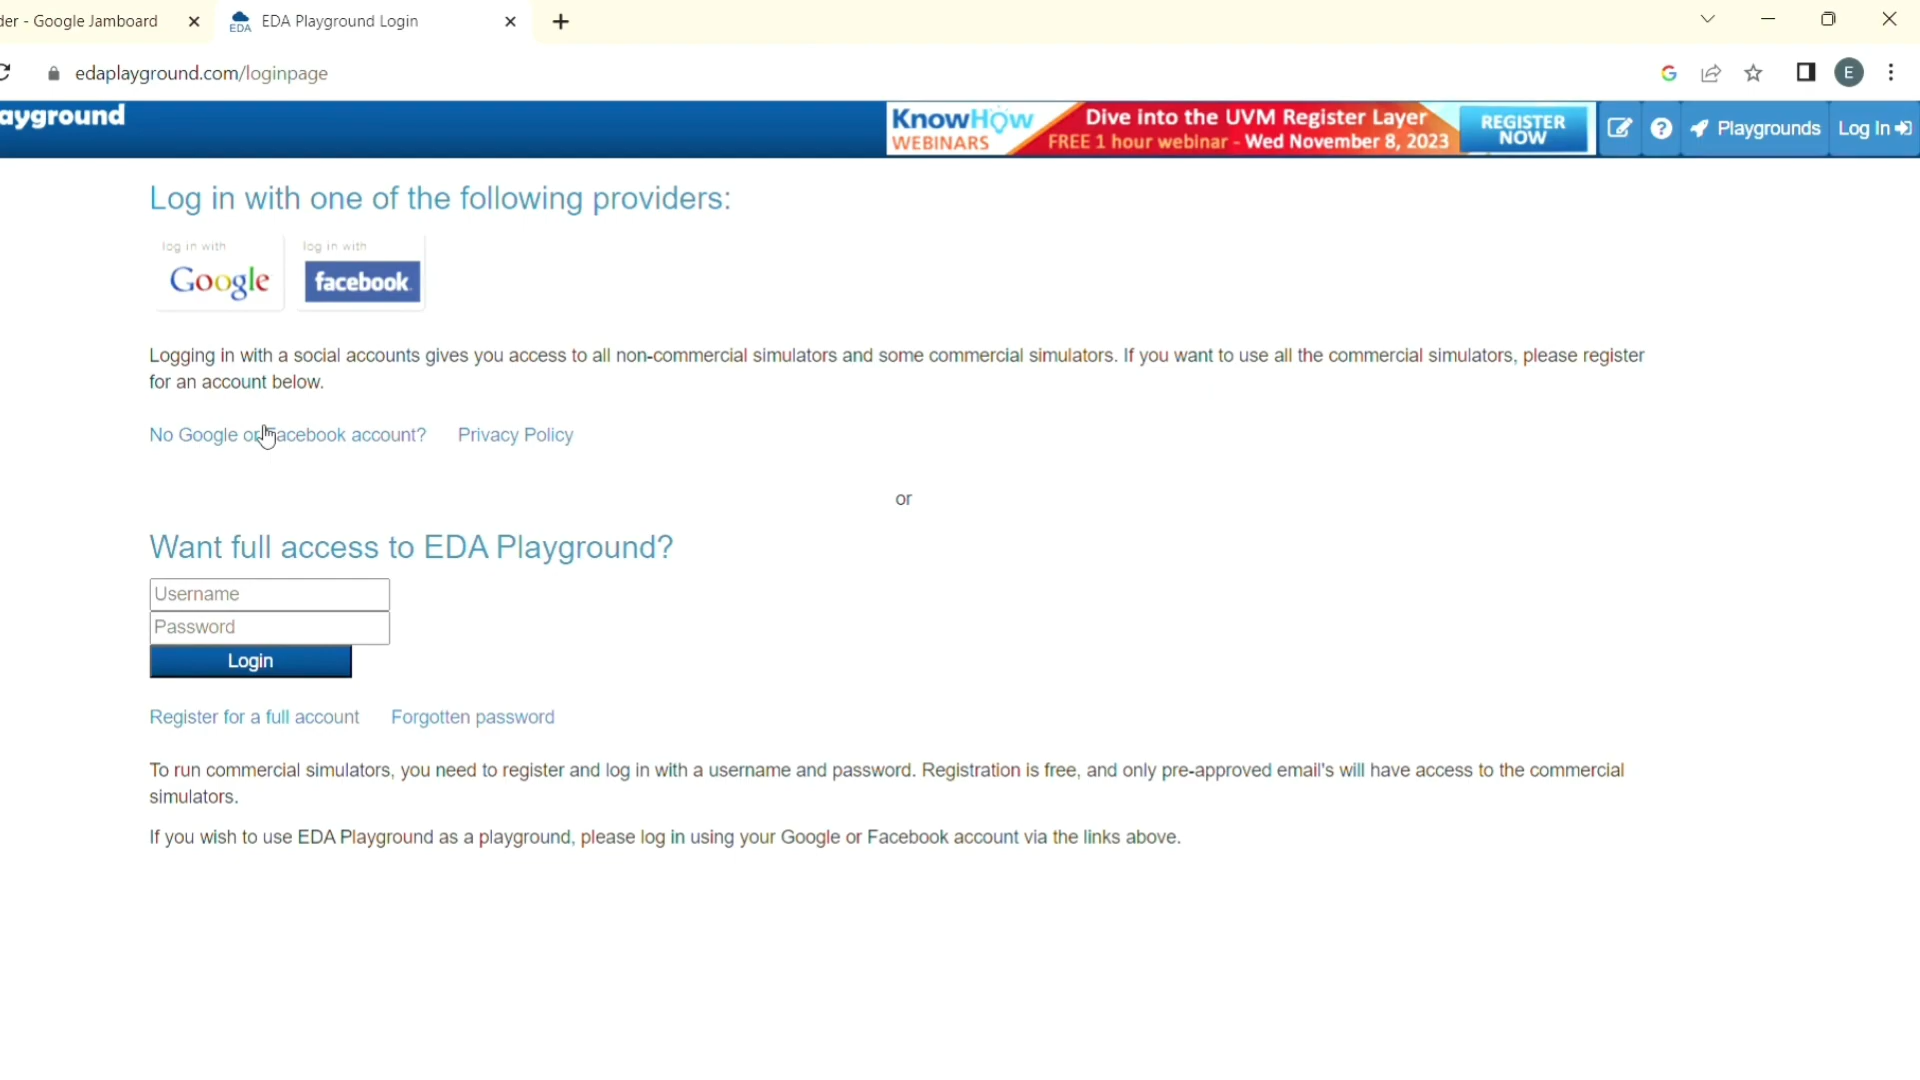 der - Google Jamboard
EDA Playground Login
edaplayground.com/loginpage
E
ayground
KnowHow WEBINARS
Dive into the UVM Register Layer
FREE 1 hour webinar - Wed November 8, 2023
REGISTER NOW
Playgrounds
Log In
Log in with one of the following providers:
log in with
Google
log in with
facebook
Logging in with a social accounts gives you access to all non-commercial simulators and some commercial simulators. If you want to use all the commercial simulators, please register
for an account below.
No Google or Facebook account? Privacy Policy
or
Want full access to EDA Playground?
Username
Password
Login
Register for a full account Forgotten password
To run commercial simulators, you need to register and log in with a username and password. Registration is free, and only pre-approved email's will have access to the commercial
simulators.
If you wish to use EDA Playground as a playground, please log in using your Google or Facebook account via the links above.